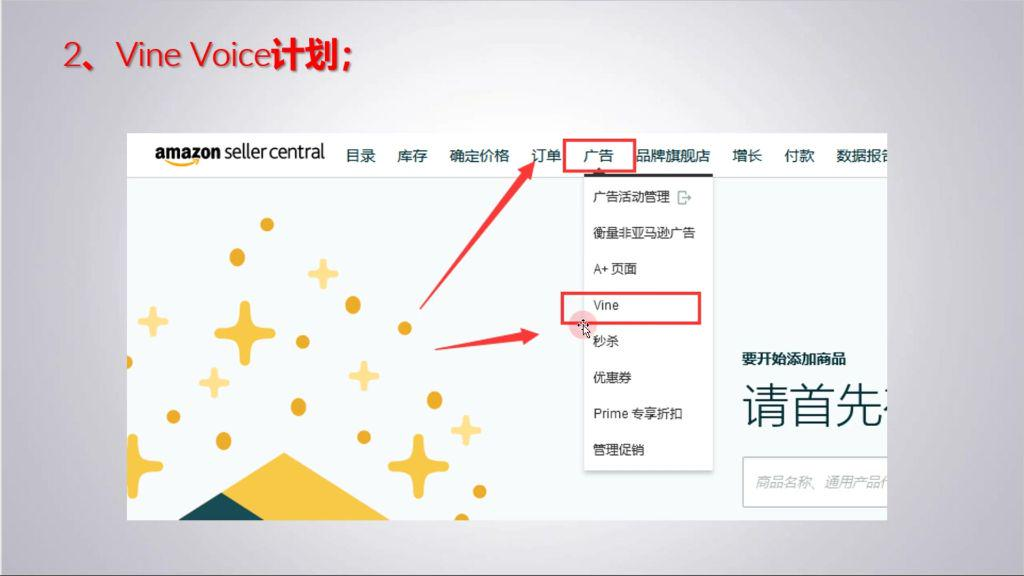 2、Vine Voice计划；
amazon seller central 目录 库存 确定价格 订单 广告 品牌旗舰店 增长 付款 数据报告
广告活动管理
衡量非亚马逊广告
A+ 页面
Vine
秒杀
优惠券
Prime 专享折扣
管理促销
要开始添加商品
请首先
商品名称、通用产品